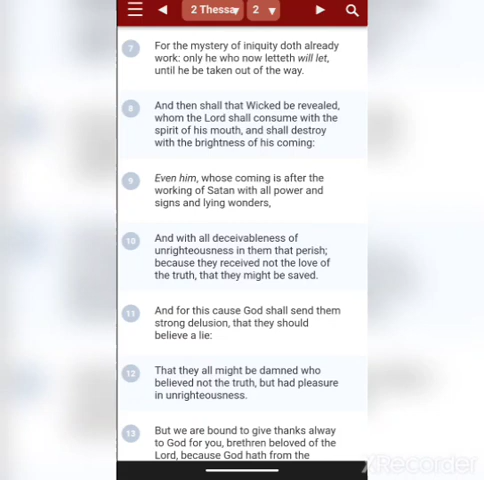 2 Thessa
2
7
For the mystery of iniquity doth already
work: only he who now letteth will let,
until he be taken out of the way.
8
And then shall that Wicked be revealed,
whom the Lord shall consume with the
spirit of his mouth, and shall destroy
with the brightness of his coming:
9
Even him, whose coming is after the
working of Satan with all power and
signs and lying wonders,
10
And with all deceivableness of
unrighteousness in them that perish;
because they received not the love of
the truth, that they might be saved.
11
And for this cause God shall send them
strong delusion, that they should
believe a lie:
12
That they all might be damned who
believed not the truth, but had pleasure
in unrighteousness.
13
But we are bound to give thanks alway
to God for you, brethren beloved of the
Lord, because God hath from the
XRecorder